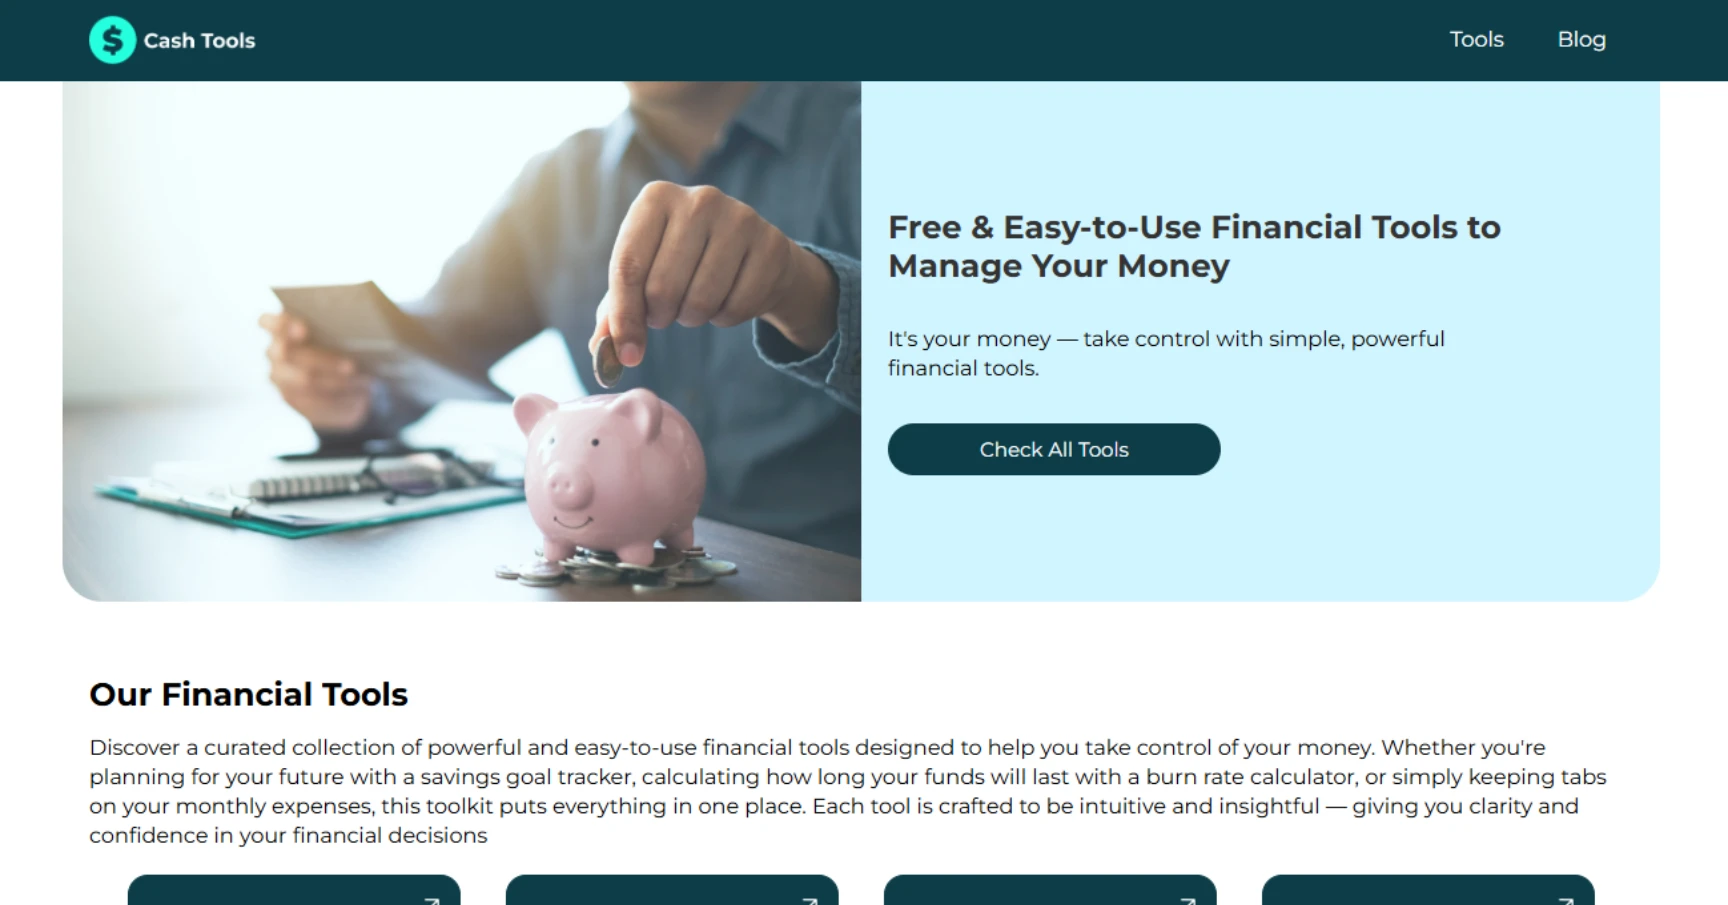 Cash Tools
Tools
Blog
Free & Easy-to-Use Financial Tools to
Manage Your Money
It's your money — take control with simple, powerful
financial tools.
Check All Tools
Our Financial Tools
Discover a curated collection of powerful and easy-to-use financial tools designed to help you take control of your money. Whether you're
planning for your future with a savings goal tracker, calculating how long your funds will last with a burn rate calculator, or simply keeping tabs
on your monthly expenses, this toolkit puts everything in one place. Each tool is crafted to be intuitive and insightful — giving you clarity and
confidence in your financial decisions